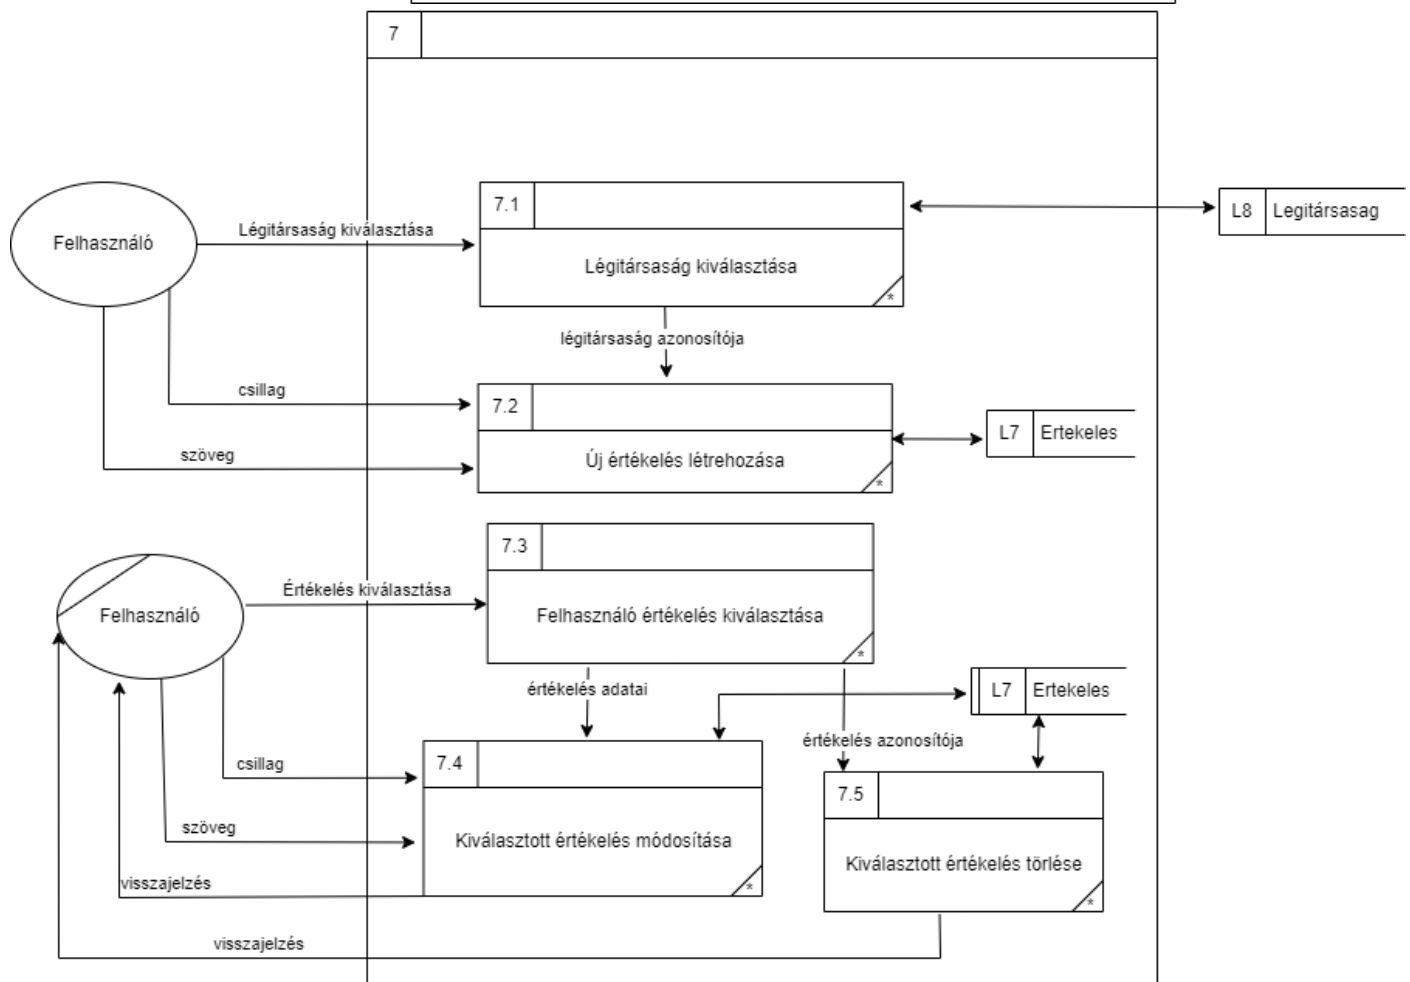 7
7.1
L8 Legitársasag
Felhasználó
Légitársaság kiválasztása
Légitársaság kiválasztása
*
légitársaság azonosítója
csillag
7.2
L7 Ertekeles
szöveg
Új értékelés létrehozása
*
7.3
Értékelés kiválasztása
Felhasználó
Felhasználó értékelés kiválasztása
*
értékelés adatai
L7 Ertekeles
értékelés azonosítója
7.4
csillag
7.5
szöveg
Kiválasztott értékelés módosítása
*
Kiválasztott értékelés törlése
*
visszajelzés
visszajelzés